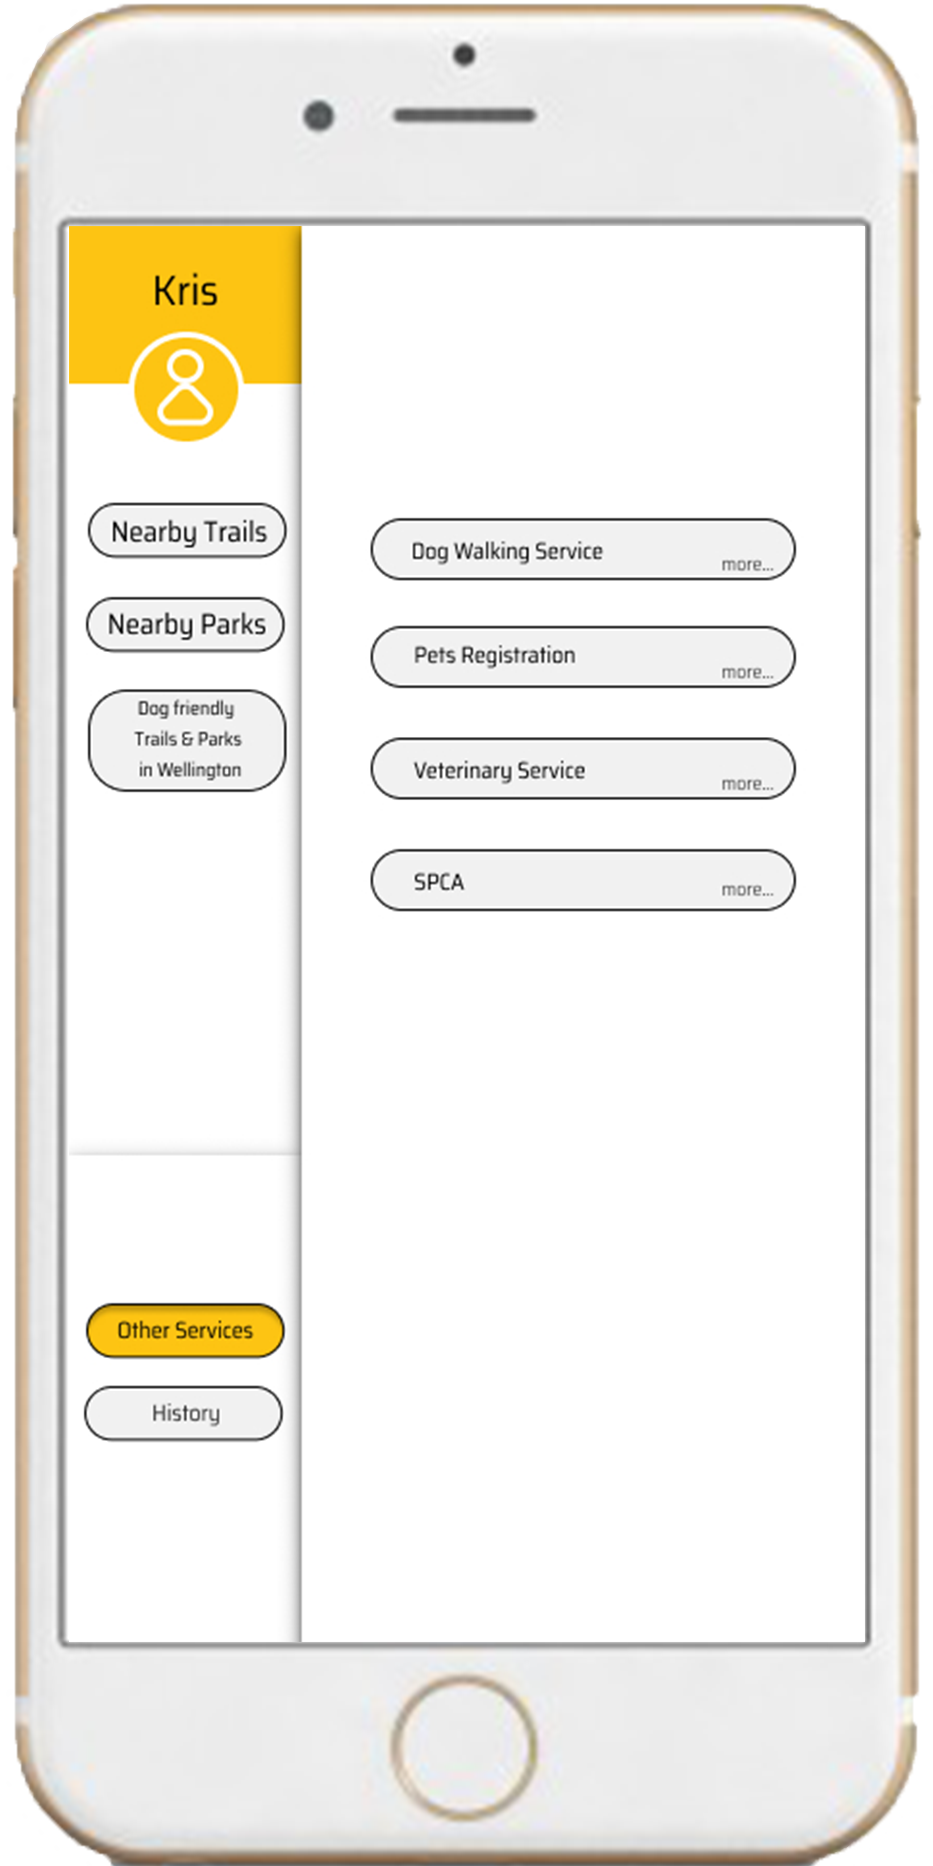 Kris
Nearby Trails
Nearby Parks
Dog friendly
Trails & Parks
in Wellington
Other Services
History
Dog Walking Service
more...
Pets Registration
more...
Veterinary Service
more...
SPCA
more...